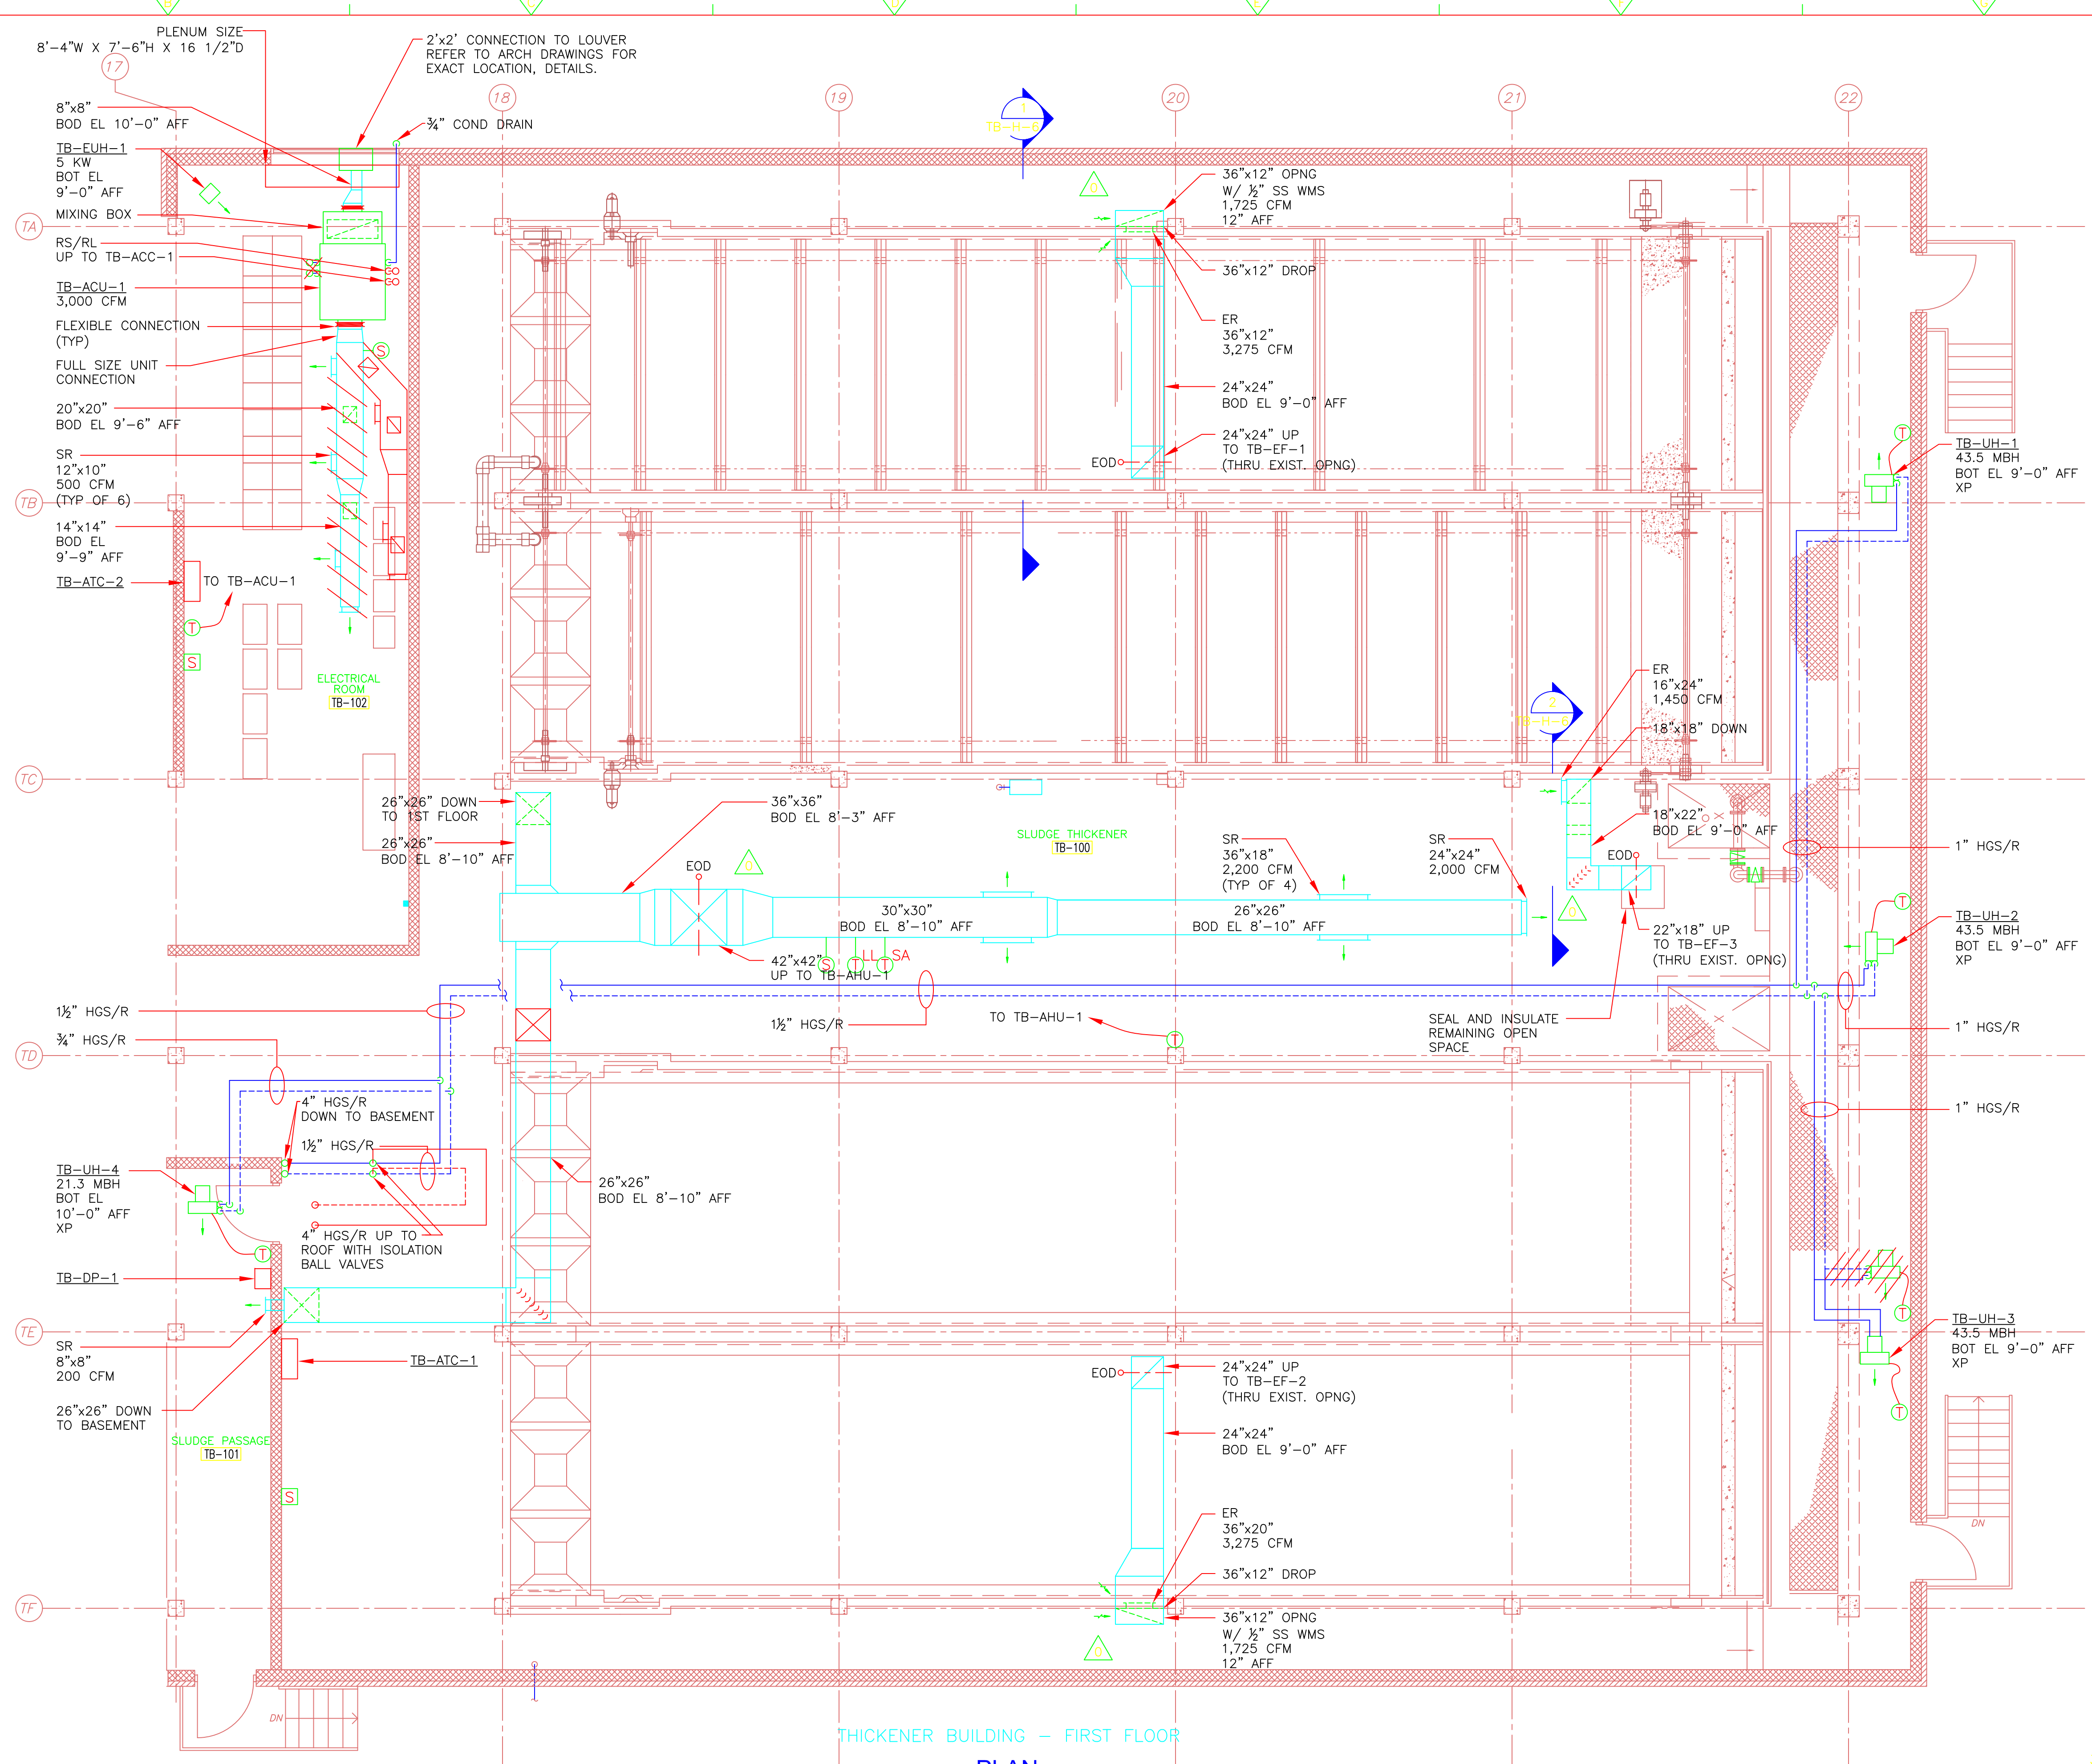 B
C
D
E
F
G
PLENUM SIZE
8'-4"W X 7'-6"H X 16 1/2"D
2'x2' CONNECTION TO LOUVER
REFER TO ARCH DRAWINGS FOR
EXACT LOCATION, DETAILS.
17
18
19
20
21
22
8"x8"
BOD EL 10'-0" AFF
¾" COND DRAIN
1
TB-H-6
TB-EUH-1
5 KW
BOT EL
9'-0" AFF
MIXING BOX
RS/RL
UP TO TB-ACC-1
TB-ACU-1
3,000 CFM
FLEXIBLE CONNECTION
(TYP)
FULL SIZE UNIT
CONNECTION
20"x20"
BOD EL 9'-6" AFF
SR
12"x10"
500 CFM
(TYP OF 6)
14"x14"
BOD EL
9'-9" AFF
TB-ATC-2
TO TB-ACU-1
S
T
S
ELECTRICAL
ROOM
TB-102
TA
TB
TC
TD
TE
TF
0
36"x12" OPNG
W/ ½" SS WMS
1,725 CFM
12" AFF
36"x12" DROP
ER
36"x12"
3,275 CFM
24"x24"
BOD EL 9'-0" AFF
24"x24" UP
TO TB-EF-1
(THRU EXIST. OPNG)
EOD
T
TB-UH-1
43.5 MBH
BOT EL 9'-0" AFF
XP
ER
16"x24"
1,450 CFM
2
TB-H-6
18"x18" DOWN
18"x22"
BOD EL 9'-0" AFF
EOD
0
22"x18" UP
TO TB-EF-3
(THRU EXIST. OPNG)
SEAL AND INSULATE
REMAINING OPEN
SPACE
26"x26" DOWN
TO 1ST FLOOR
26"x26"
BOD EL 8'-10" AFF
36"x36"
BOD EL 8'-3" AFF
EOD
0
SLUDGE THICKENER
TB-100
SR
36"x18"
2,200 CFM
(TYP OF 4)
SR
24"x24"
2,000 CFM
30"x30"
BOD EL 8'-10" AFF
26"x26"
BOD EL 8'-10" AFF
42"x42"
UP TO TB-AHU-1
S
T
LL
T
SA
1" HGS/R
T
TB-UH-2
43.5 MBH
BOT EL 9'-0" AFF
XP
1" HGS/R
1" HGS/R
1½" HGS/R
¾" HGS/R
1½" HGS/R
TO TB-AHU-1
T
4" HGS/R
DOWN TO BASEMENT
1½" HGS/R
TB-UH-4
21.3 MBH
BOT EL
10'-0" AFF
XP
4" HGS/R UP TO
ROOF WITH ISOLATION
BALL VALVES
T
TB-DP-1
26"x26"
BOD EL 8'-10" AFF
SR
8"x8"
200 CFM
TB-ATC-1
26"x26" DOWN
TO BASEMENT
SLUDGE PASSAGE
TB-101
S
EOD
24"x24" UP
TO TB-EF-2
(THRU EXIST. OPNG)
24"x24"
BOD EL 9'-0" AFF
ER
36"x20"
3,275 CFM
36"x12" DROP
36"x12" OPNG
W/ ½" SS WMS
1,725 CFM
12" AFF
0
T
TB-UH-3
43.5 MBH
BOT EL 9'-0" AFF
XP
T
DN
DN
THICKENER BUILDING - FIRST FLOOR
PLAN